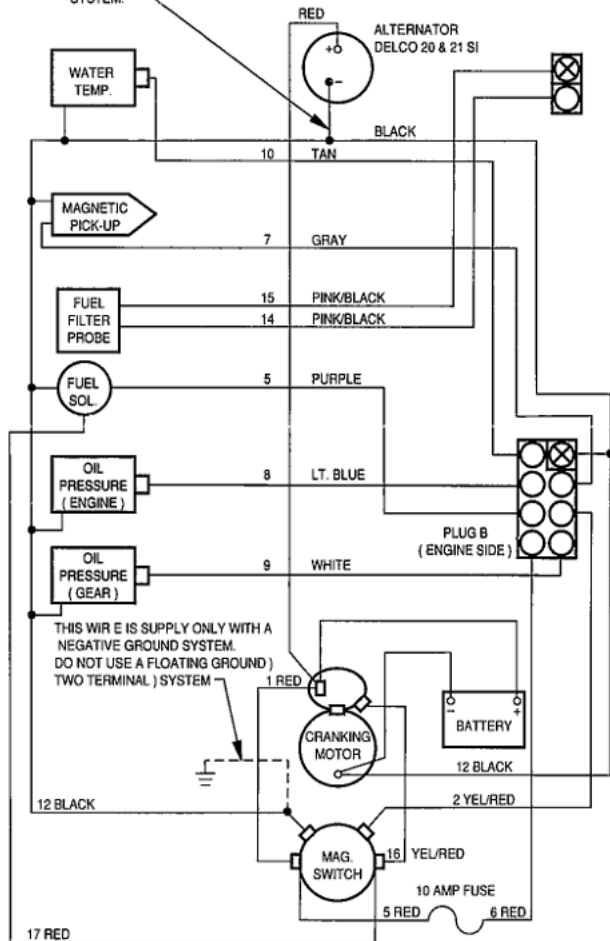 SYSTEM.
RED
ALTERNATOR
DELCO 20 & 21 SI
+
-
WATER
TEMP.
BLACK
10 TAN
MAGNETIC
PICK-UP
7 GRAY
FUEL
FILTER
PROBE
15 PINK/BLACK
14 PINK/BLACK
FUEL
SOL.
5 PURPLE
OIL
PRESSURE
( ENGINE )
8 LT. BLUE
PLUG B
( ENGINE SIDE )
OIL
PRESSURE
( GEAR )
9 WHITE
THIS WIR E IS SUPPLY ONLY WITH A
NEGATIVE GROUND SYSTEM.
DO NOT USE A FLOATING GROUND )
TWO TERMINAL ) SYSTEM
1 RED
- +
BATTERY
CRANKING
MOTOR
12 BLACK
12 BLACK
2 YEL/RED
MAG.
SWITCH
16 YEL/RED
10 AMP FUSE
5 RED
6 RED
17 RED